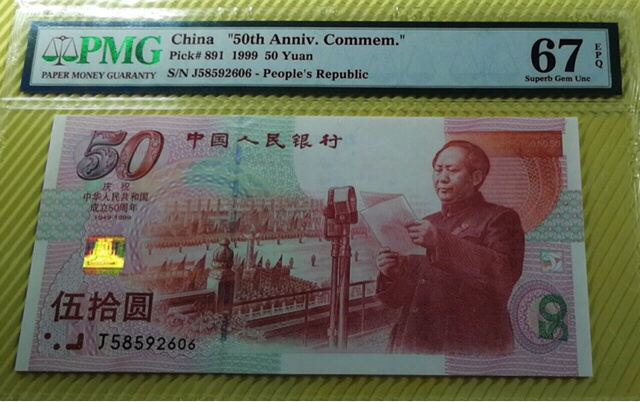 PMG
PAPER MONEY GUARANTY
China "50th Anniv. Commem."
Pick# 891 1999 50 Yuan
S/N J58592606 - People's Republic
67 EPQ
Superb Gem Unc
50
中国人民银行
庆祝
中华人民共和国
成立50周年
1949-1999
伍拾圆
J58592606
50